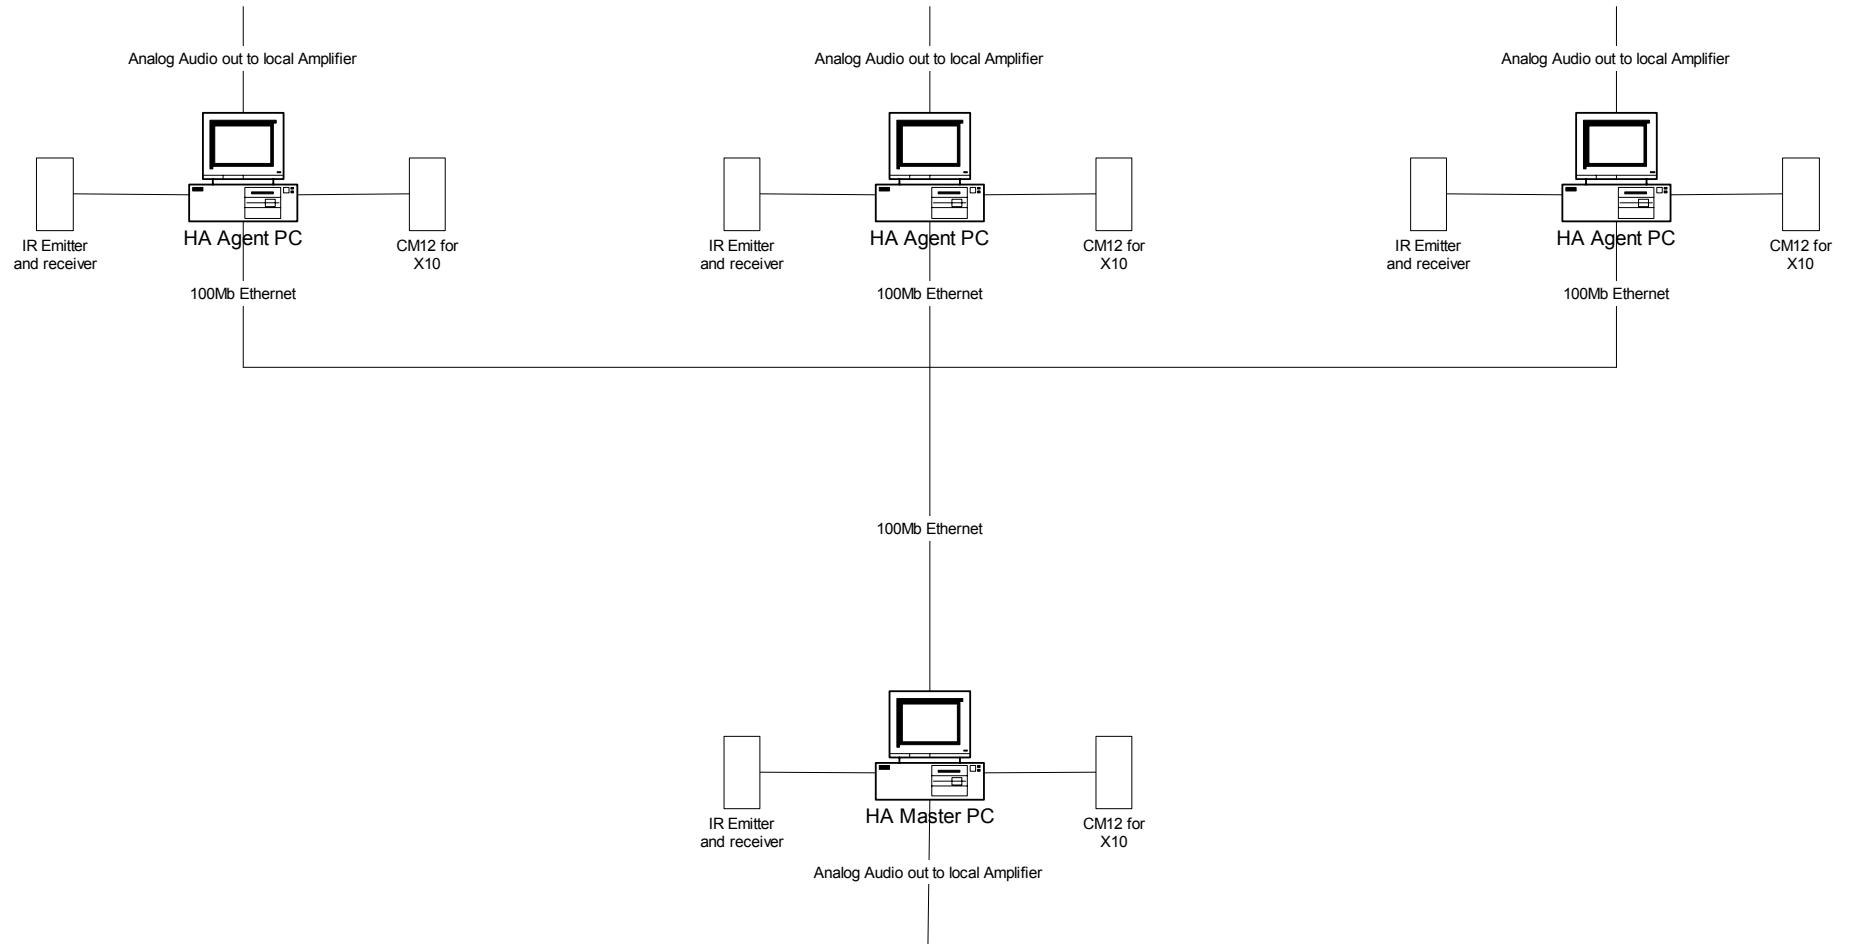 Analog Audio out to local Amplifier
Analog Audio out to local Amplifier
Analog Audio out to local Amplifier
IR Emitter
and receiver
HA Agent PC
CM12 for
X10
IR Emitter
and receiver
HA Agent PC
CM12 for
X10
IR Emitter
and receiver
HA Agent PC
CM12 for
X10
100Mb Ethernet
100Mb Ethernet
100Mb Ethernet
100Mb Ethernet
IR Emitter
and receiver
HA Master PC
CM12 for
X10
Analog Audio out to local Amplifier